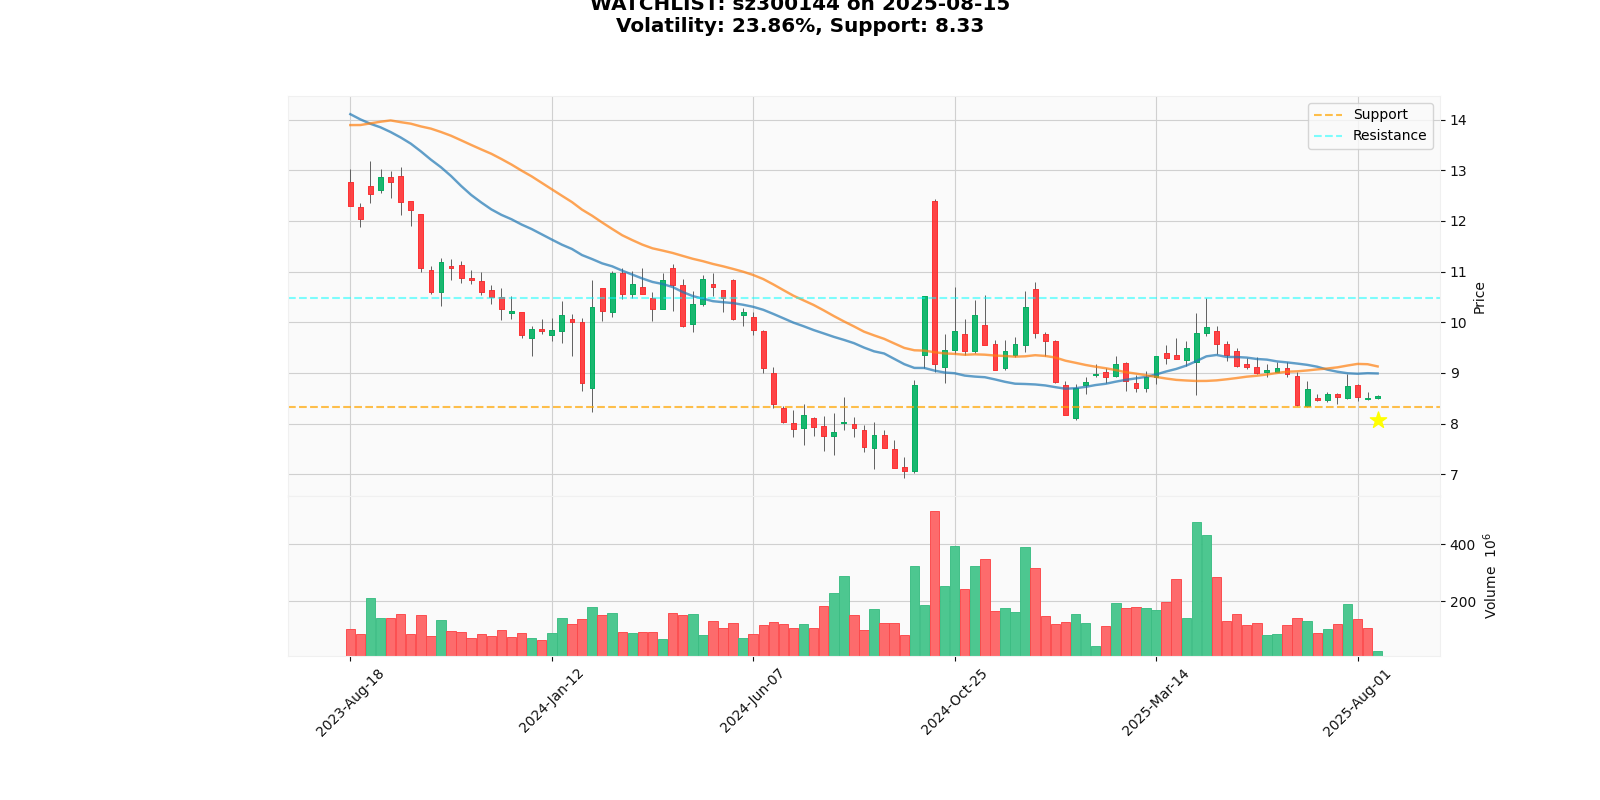 WATCHLIST: sz300144 on 2025-08-15
Volatility: 23.86%, Support: 8.33
Support
Resistance
14
13
12
11
10
9
8
7
Price
400
200
Volume 10⁶
2023-Aug-18
2024-Jan-12
2024-Jun-07
2024-Oct-25
2025-Mar-14
2025-Aug-01